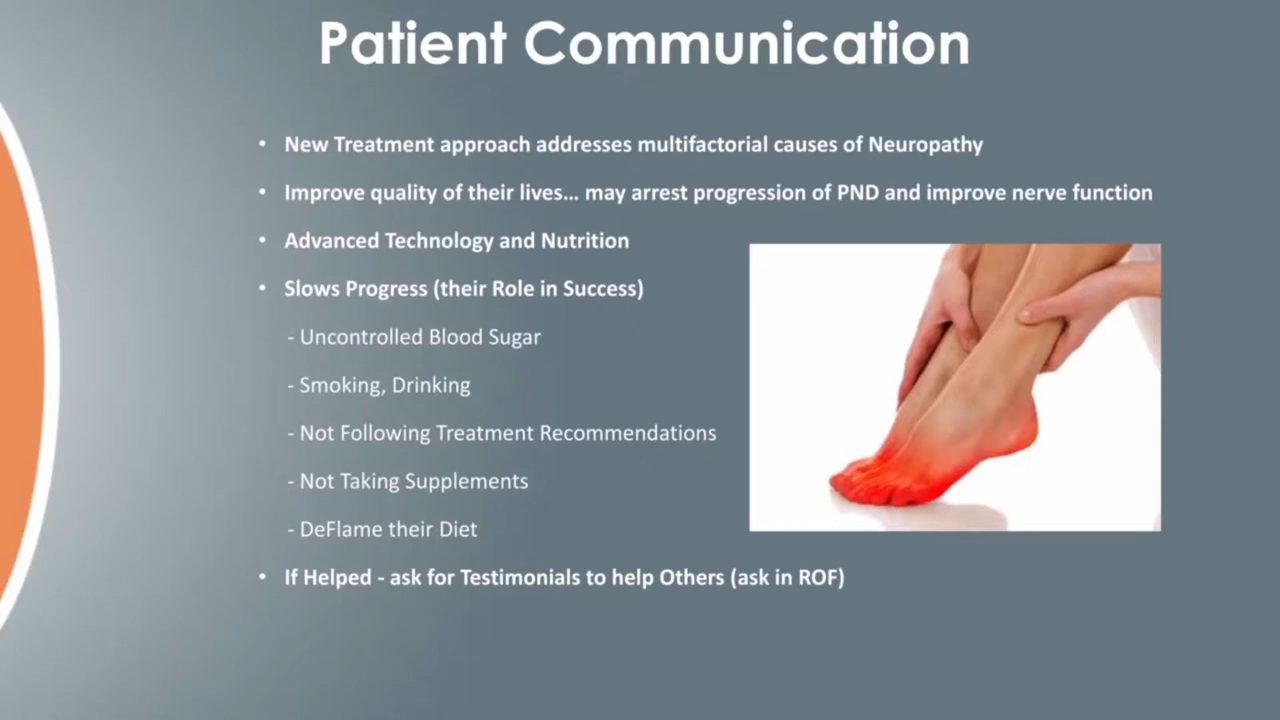 Patient Communication
• New Treatment approach addresses multifactorial causes of Neuropathy
• Improve quality of their lives... may arrest progression of PND and improve nerve function
• Advanced Technology and Nutrition
• Slows Progress (their Role in Success)
- Uncontrolled Blood Sugar
- Smoking, Drinking
- Not Following Treatment Recommendations
- Not Taking Supplements
- DeFlame their Diet
• If Helped - ask for Testimonials to help Others (ask in ROF)